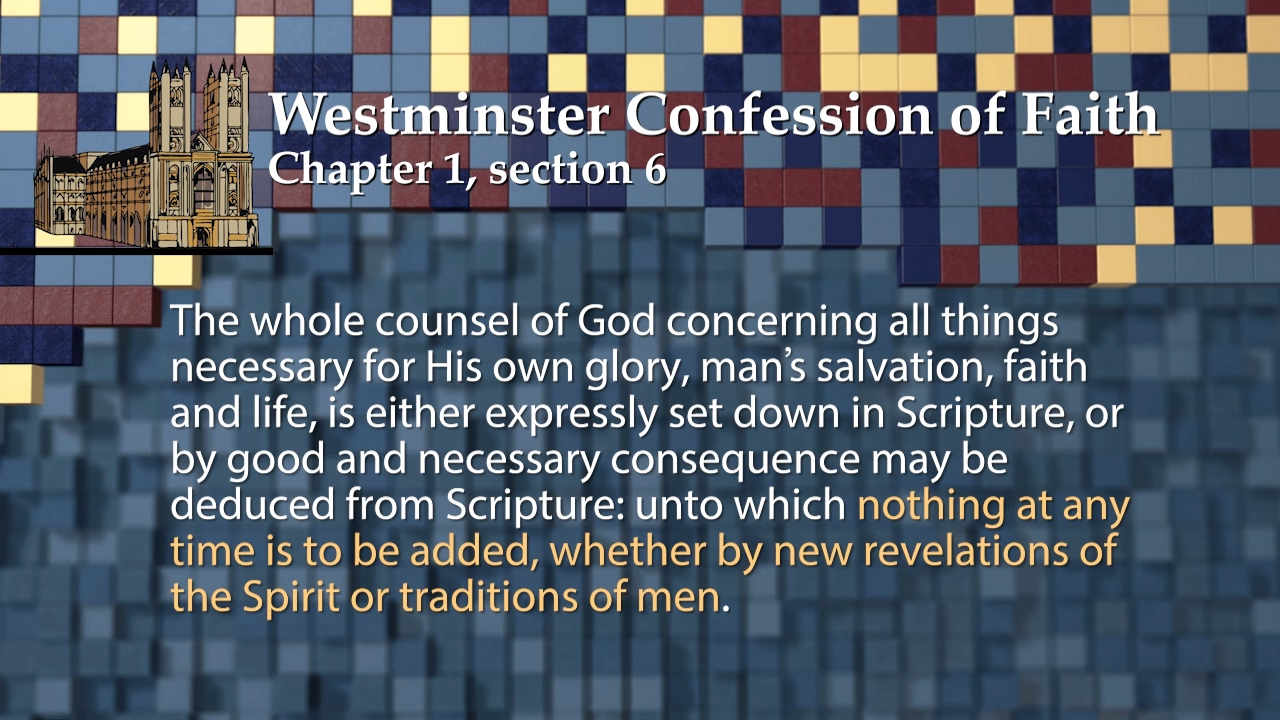 Westminster Confession of Faith
Chapter 1, section 6
The whole counsel of God concerning all things
necessary for His own glory, man’s salvation, faith
and life, is either expressly set down in Scripture, or
by good and necessary consequence may be
deduced from Scripture: unto which nothing at any
time is to be added, whether by new revelations of
the Spirit or traditions of men.